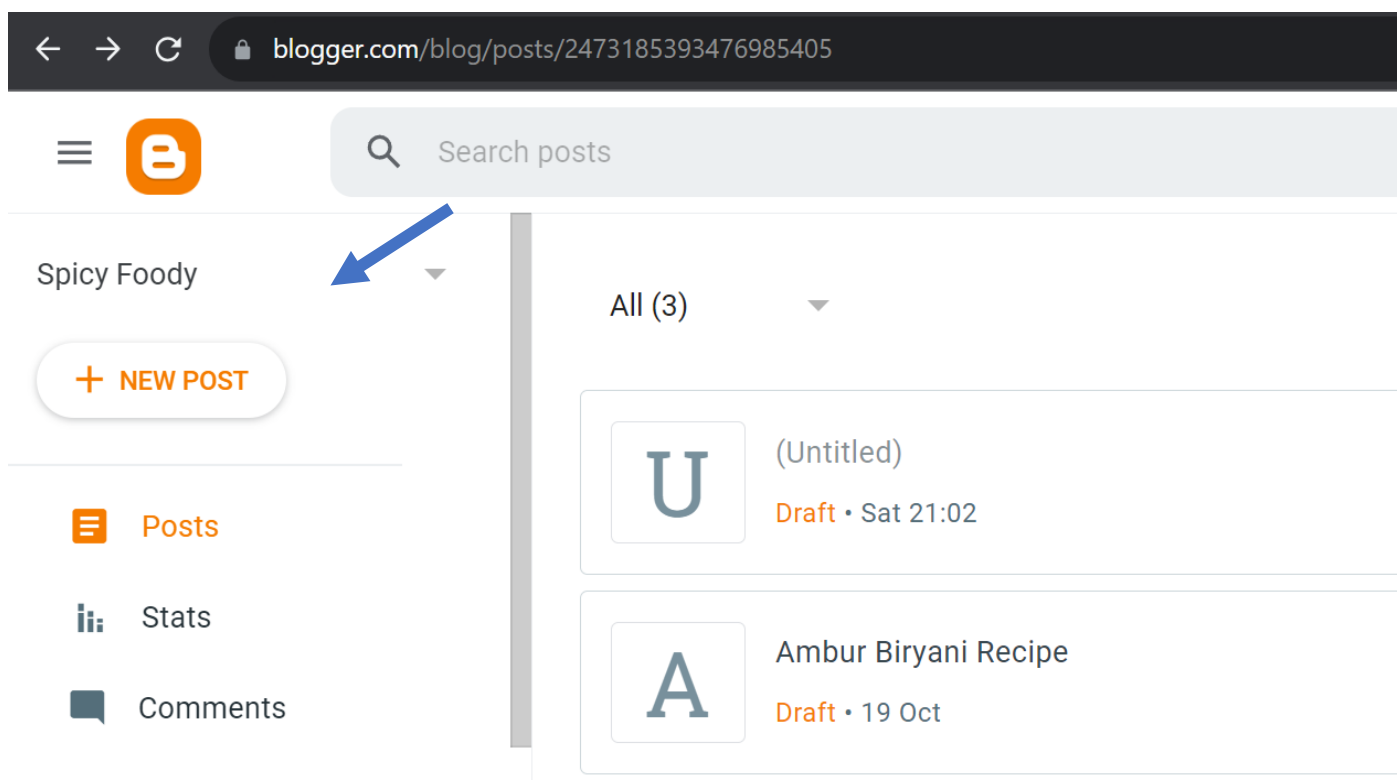 blogger.com/blog/posts/2473185393476985405
Search posts
Spicy Foody
NEW POST
Posts
Stats
Comments
All (3)
U
(Untitled)
Draft • Sat 21:02
A
Ambur Biryani Recipe
Draft • 19 Oct